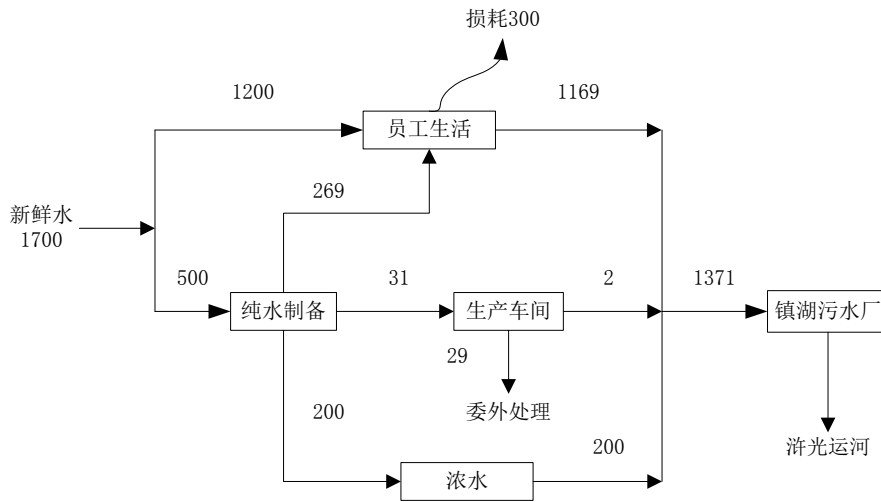 损耗300
1200
1169
员工生活
269
新鲜水
1700
500
31
2
1371
纯水制备
生产车间
镇湖污水厂
29
200
委外处理
200
浒光运河
浓水